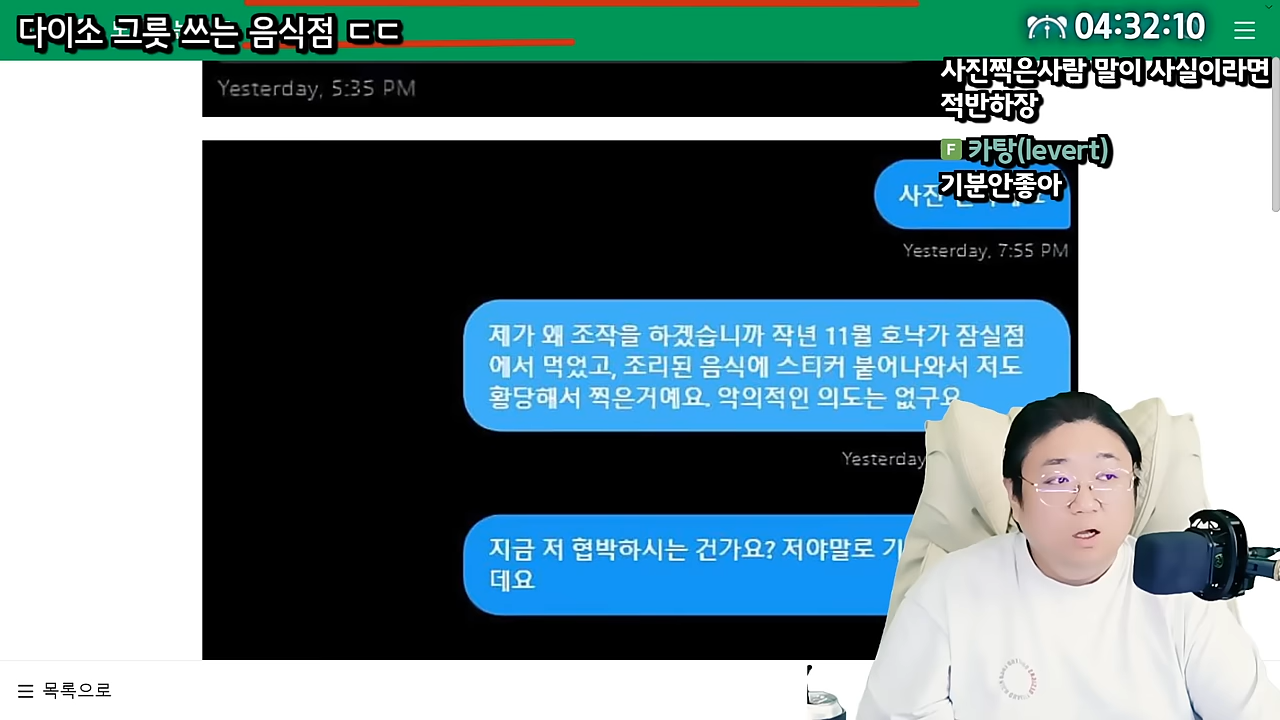 다이소 그릇 쓰는 음식점 ㄷㄷ
04:32:10
Yesterday, 5:35 PM
사진찍은사람 말이 사실이라면
적반하장
F 카탕(levert)
기분안좋아
사진
Yesterday, 7:55 PM
제가 왜 조작을 하겠습니까 작년 11월 호낙가 잠실점
에서 먹었고, 조리된 음식에 스티커 붙어나와서 저도
황당해서 찍은거예요. 악의적인 의도는 없구요
Yesterday
지금 저 협박하시는 건가요? 저야말로 기
데요
목록으로